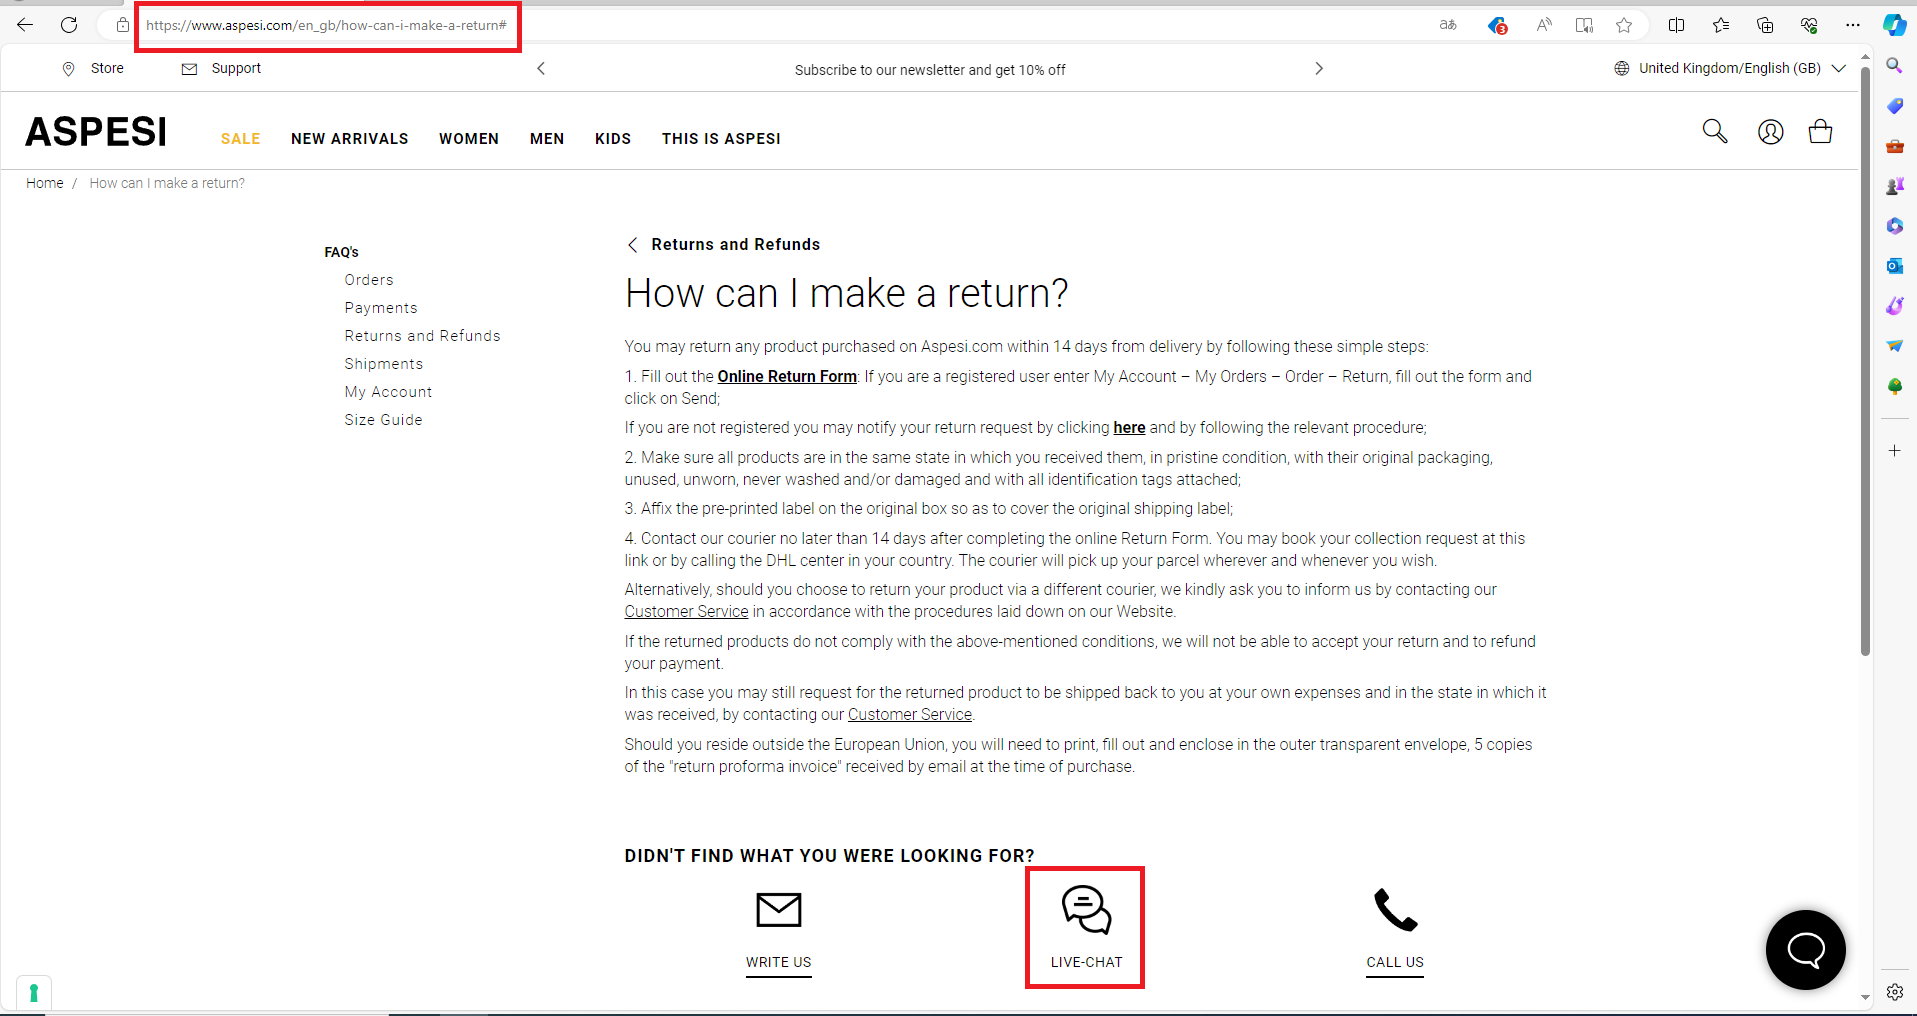 https://www.aspesi.com/en_gb/how-can-i-make-a-return#
aあ
A
3
Store
Support
Subscribe to our newsletter and get 10% off
United Kingdom/English (GB)
ASPESI
SALE
NEW ARRIVALS
WOMEN
MEN
KIDS
THIS IS ASPESI
Home / How can I make a return?
FAQ's
Orders
Payments
Returns and Refunds
Shipments
My Account
Size Guide
Returns and Refunds
How can I make a return?
You may return any product purchased on Aspesi.com within 14 days from delivery by following these simple steps:
1. Fill out the Online Return Form: If you are a registered user enter My Account – My Orders – Order – Return, fill out the form and
click on Send;
If you are not registered you may notify your return request by clicking here and by following the relevant procedure;
2. Make sure all products are in the same state in which you received them, in pristine condition, with their original packaging,
unused, unworn, never washed and/or damaged and with all identification tags attached;
3. Affix the pre-printed label on the original box so as to cover the original shipping label;
4. Contact our courier no later than 14 days after completing the online Return Form. You may book your collection request at this
link or by calling the DHL center in your country. The courier will pick up your parcel wherever and whenever you wish.
Alternatively, should you choose to return your product via a different courier, we kindly ask you to inform us by contacting our
Customer Service in accordance with the procedures laid down on our Website.
If the returned products do not comply with the above-mentioned conditions, we will not be able to accept your return and to refund
your payment.
In this case you may still request for the returned product to be shipped back to you at your own expenses and in the state in which it
was received, by contacting our Customer Service.
Should you reside outside the European Union, you will need to print, fill out and enclose in the outer transparent envelope, 5 copies
of the "return proforma invoice" received by email at the time of purchase.
DIDN'T FIND WHAT YOU WERE LOOKING FOR?
WRITE US
LIVE-CHAT
CALL US